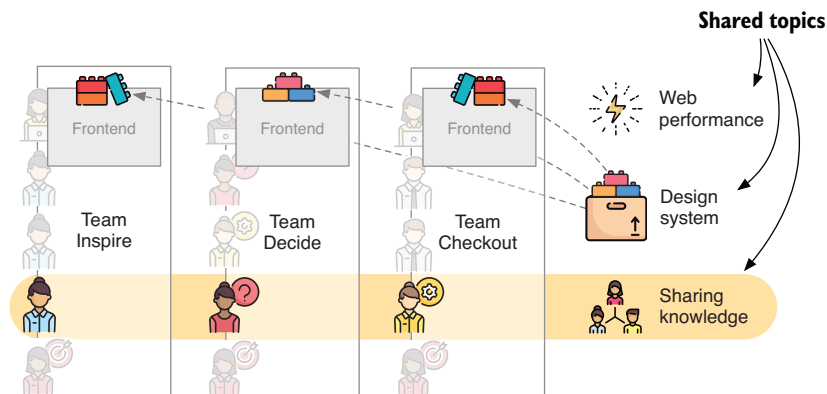 Shared topics
Frontend
Frontend
Frontend
Web
performance
Team
Inspire
Team
Decide
Team
Checkout
Design
system
?
Sharing
knowledge